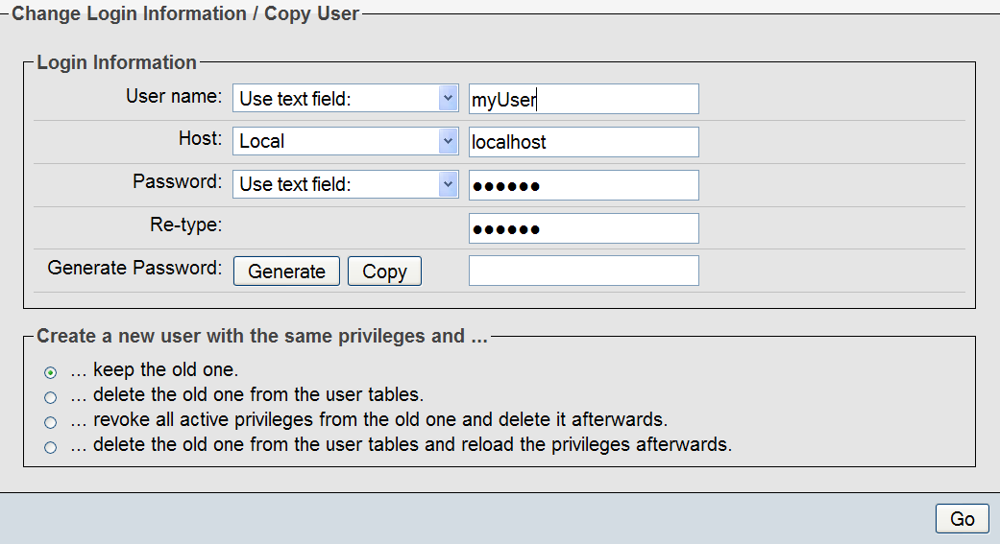 Change Login Information / Copy User
Login Information
User name: Use text field: myUser
Host: Local localhost
Password: Use text field: ●●●●●●
Re-type: ●●●●●●
Generate Password: Generate Copy
Create a new user with the same privileges and ...
... keep the old one.
... delete the old one from the user tables.
... revoke all active privileges from the old one and delete it afterwards.
... delete the old one from the user tables and reload the privileges afterwards.
Go